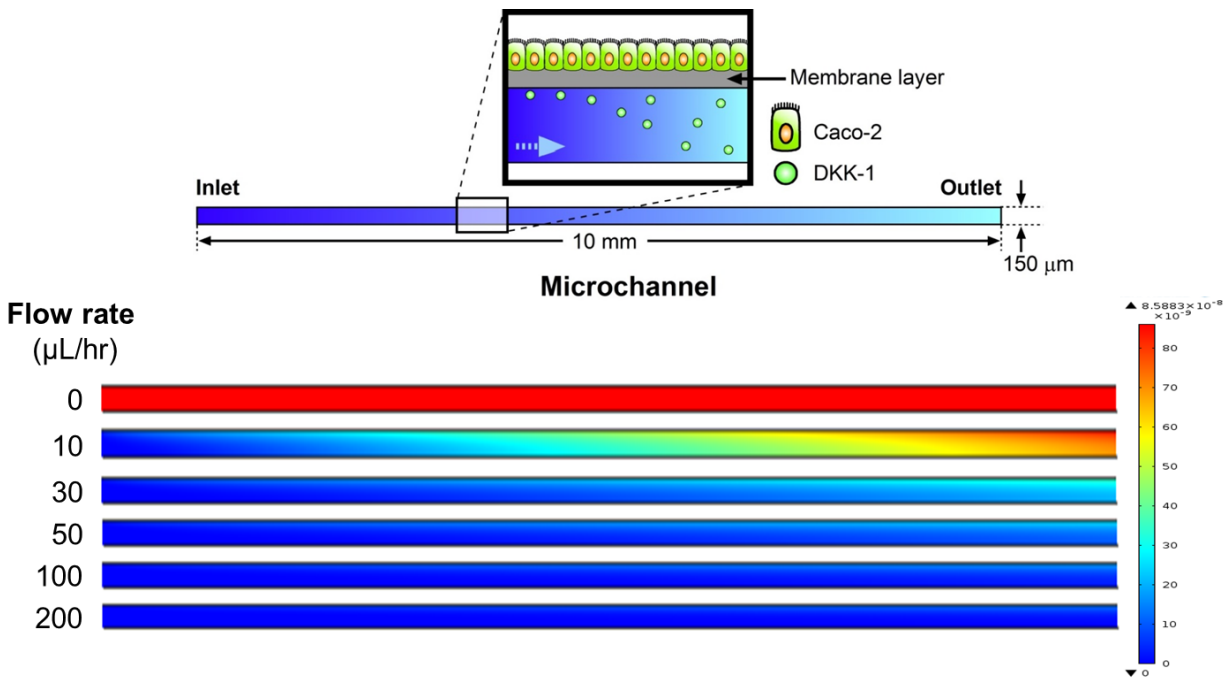 Membrane layer
Caco-2
DKK-1
Inlet
Outlet
10 mm
150 μm
Microchannel
Flow rate
(μL/hr)
▲ 8.5883×10⁻⁸
×10⁻⁹
0
10
30
50
100
200
80
70
60
50
40
30
20
10
0
▼ 0